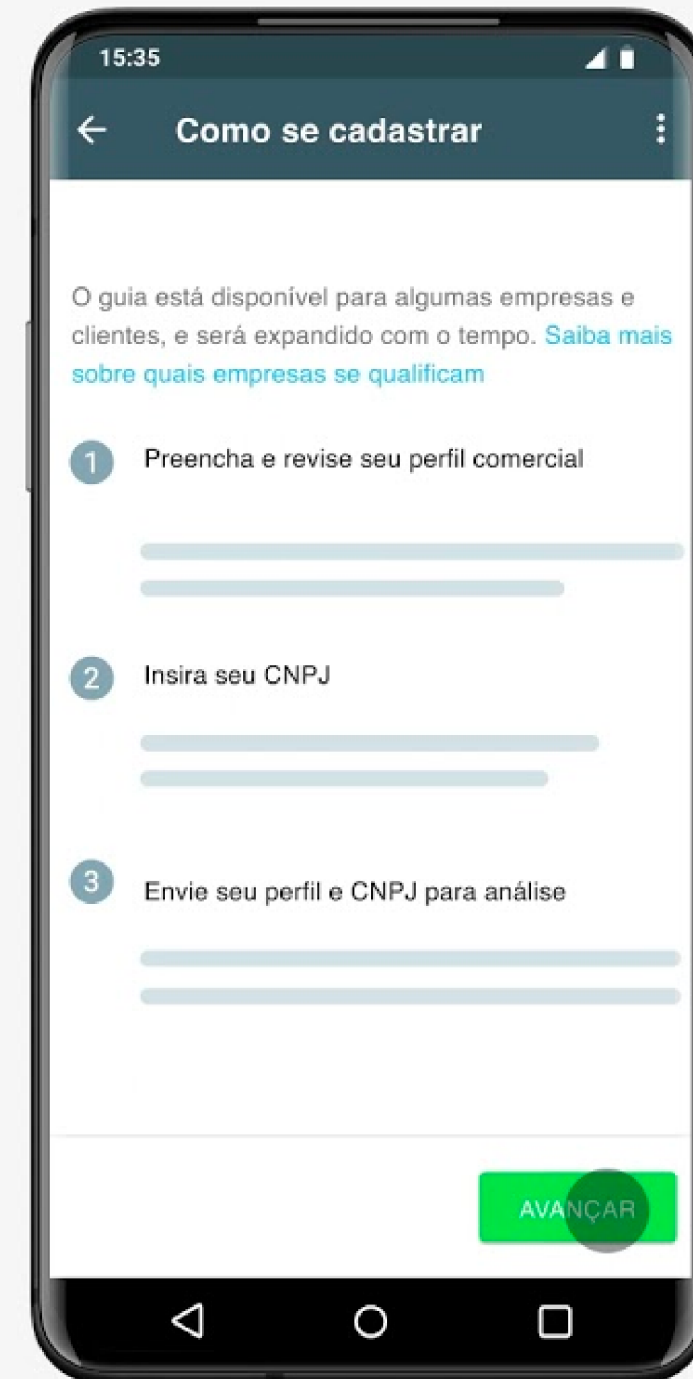 15:35
Como se cadastrar
O guia está disponível para algumas empresas e
clientes, e será expandido com o tempo. Saiba mais
sobre quais empresas se qualificam
1 Preencha e revise seu perfil comercial
2 Insira seu CNPJ
3 Envie seu perfil e CNPJ para análise
AVANÇAR